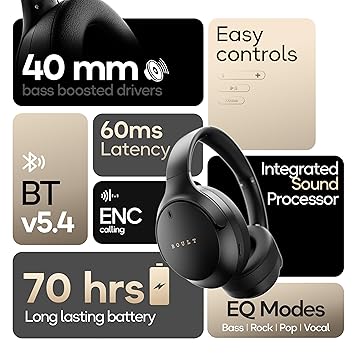 40 mm
bass boosted drivers
Easy
controls
BT
v5.4
60ms
Latency
ENC
calling
Integrated
Sound
Processor
BOULT
70 hrs
Long lasting battery
EQ Modes
Bass | Rock | Pop | Vocal